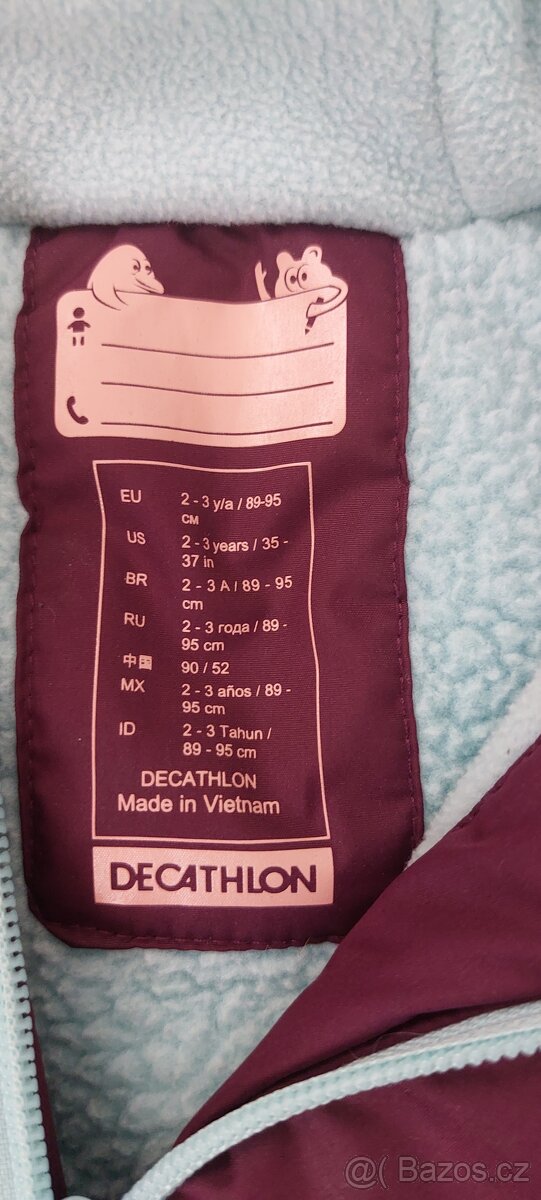 EU 2 - 3 y/a / 89-95
CM
US 2 - 3 years / 35 -
37 in
BR 2 - 3 A / 89 - 95
cm
RU 2 - 3 года / 89 -
95 cm
中国 90 / 52
MX 2 - 3 años / 89 -
95 cm
ID 2 - 3 Tahun /
89 - 95 cm
DECATHLON
Made in Vietnam
DECATHLON
@( Bazos.cz